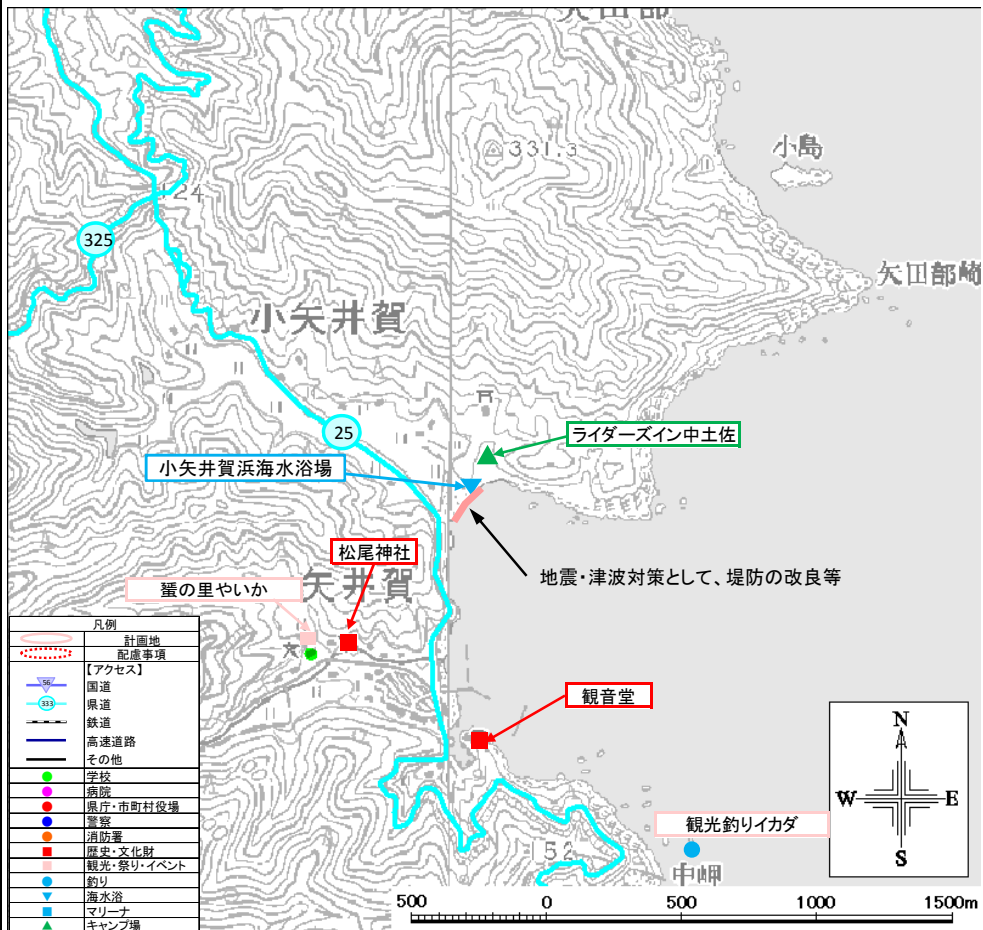 矢田部
331.3
小島
124
325
矢田部崎
小矢井賀
25
ライダーズイン中土佐
小矢井賀浜海水浴場
松尾神社
地震・津波対策として、堤防の改良等
蜑の里やいか
矢井賀
観音堂
観光釣りイカダ
152
中岬
凡例
計画地
配慮事項
【アクセス】
56
国道
333
県道
鉄道
高速道路
その他
学校
病院
県庁・市町村役場
警察
消防署
歴史・文化財
観光・祭り・イベント
釣り
海水浴
マリーナ
キャンプ場
N
W E
S
500 0 500 1000 1500m